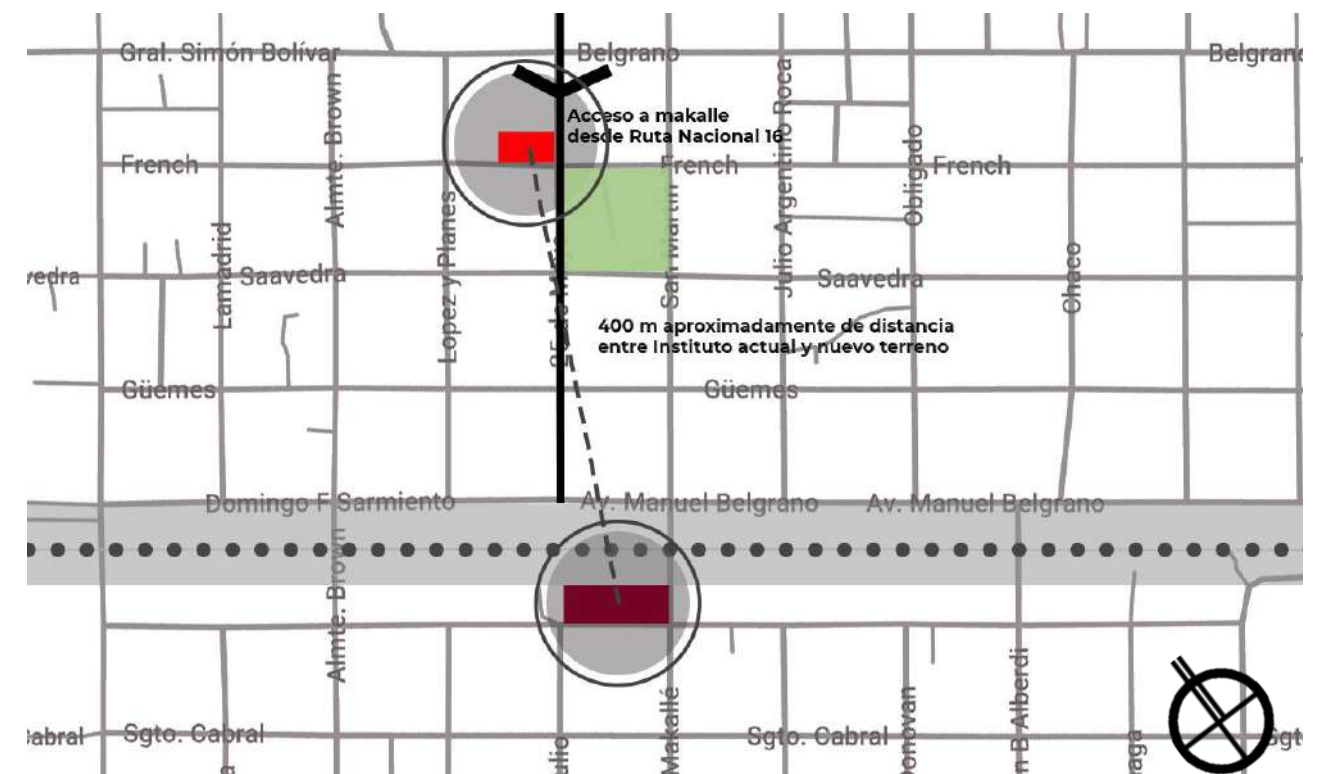 Gral. Simón Bolívar
Belgrano
Belgrano
Acceso a makalle
desde Ruta Nacional 16
Almte. Brown
Julio Argentino Roca
French
French
French
Obligado
Lamadrid
Lopez y Planes
San Martín
Saavedra
Saavedra
Chaco
400 m aproximadamente de distancia
entre Instituto actual y nuevo terreno
Güemes
Güemes
Domingo F Sarmiento
Av. Manuel Belgrano
Av. Manuel Belgrano
Almte. Brown
Makallé
Sgto. Cabral
Sgto. Cabral